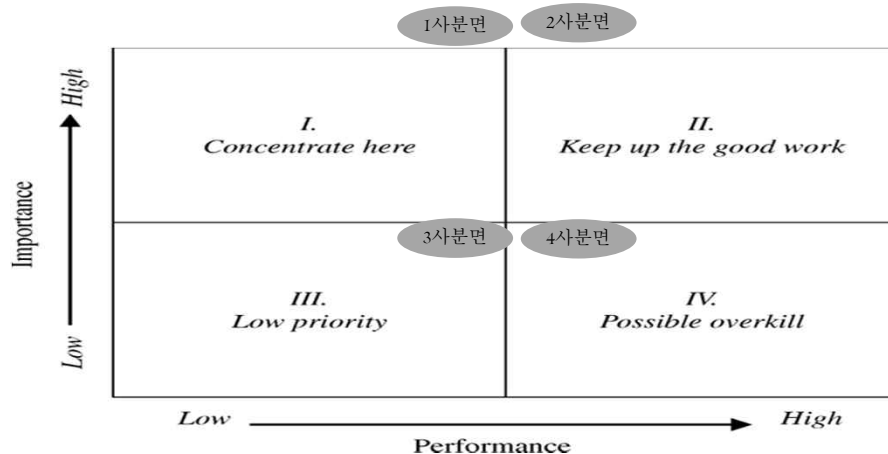 1사분면
2사분면
High
I.
Concentrate here
II.
Keep up the good work
Importance
3사분면
4사분면
III.
Low priority
IV.
Possible overkill
Low
Low
High
Performance